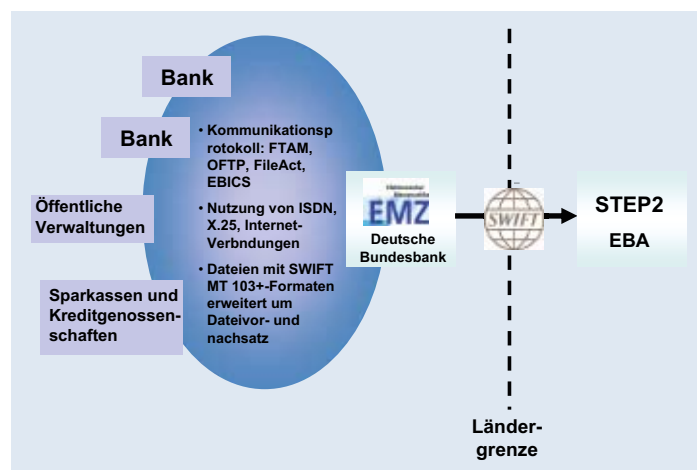 Bank
Bank
• Kommunikationsp
rotokoll: FTAM,
OFTP, FileAct,
EBICS
• Nutzung von ISDN,
X.25, Internet-
Verbndungen
• Dateien mit SWIFT
MT 103+-Formaten
erweitert um
Dateivor- und
nachsatz
Öffentliche
Verwaltungen
Sparkassen und
Kreditgenossen-
schaften
EMZ
Deutsche
Bundesbank
SWIFT
STEP2
EBA
Länder-
grenze